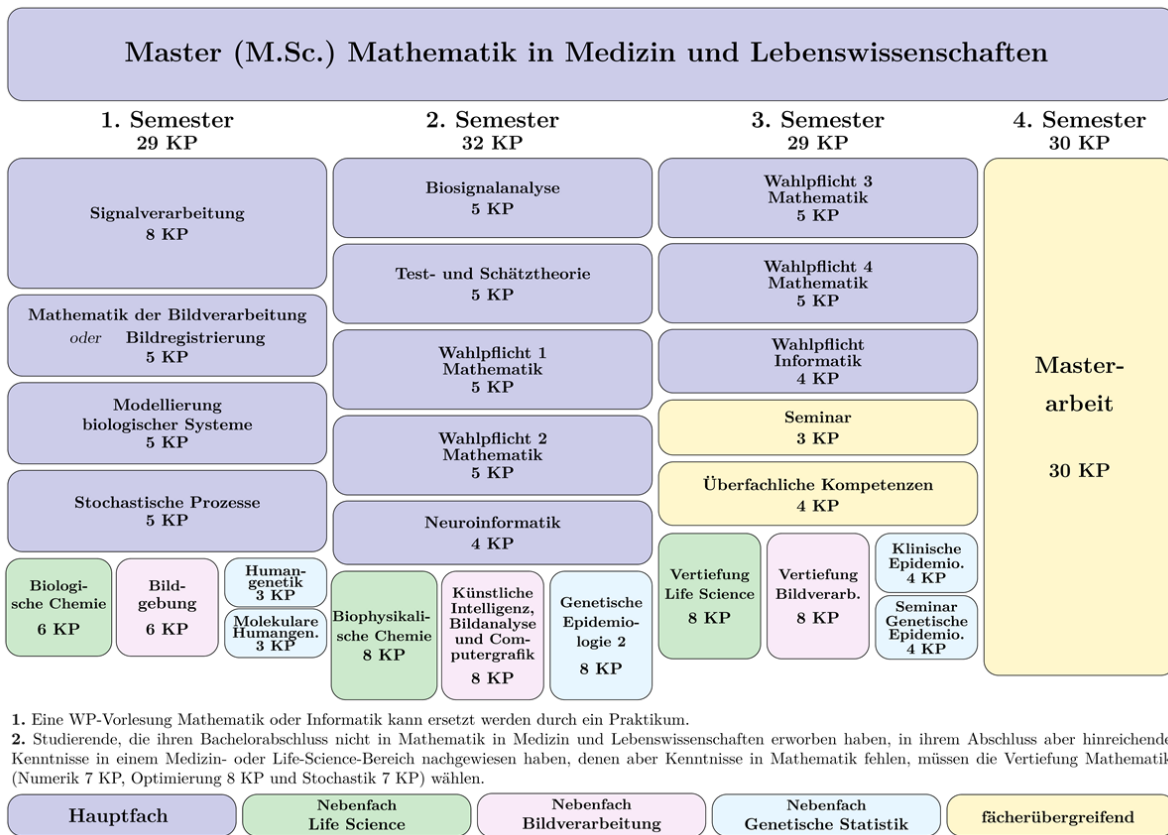 Master (M.Sc.) Mathematik in Medizin und Lebenswissenschaften
1. Semester
29 KP
Signalverarbeitung
8 KP
Mathematik der Bildverarbeitung
oder Bildregistrierung
5 KP
Modellierung
biologischer Systeme
5 KP
Stochastische Prozesse
5 KP
Biologi-
sche Chemie
6 KP
Bild-
gebung
6 KP
Human-
genetik
3 KP
Molekulare
Humangen.
3 KP
2. Semester
32 KP
Biosignalanalyse
5 KP
Test- und Schätztheorie
5 KP
Wahlpflicht 1
Mathematik
5 KP
Wahlpflicht 2
Mathematik
5 KP
Neuroinformatik
4 KP
Biophysikali-
sche Chemie
8 KP
Künstliche
Intelligenz,
Bildanalyse
und Com-
putergrafik
8 KP
Genetische
Epidemio-
logie 2
8 KP
3. Semester
29 KP
Wahlpflicht 3
Mathematik
5 KP
Wahlpflicht 4
Mathematik
5 KP
Wahlpflicht
Informatik
4 KP
Seminar
3 KP
Überfachliche Kompetenzen
4 KP
Vertiefung
Life Science
8 KP
Vertiefung
Bildverarb.
8 KP
Klinische
Epidemio.
4 KP
Seminar
Genetische
Epidemio.
4 KP
4. Semester
30 KP
Master-
arbeit
30 KP
1. Eine WP-Vorlesung Mathematik oder Informatik kann ersetzt werden durch ein Praktikum.
2. Studierende, die ihren Bachelorabschluss nicht in Mathematik in Medizin und Lebenswissenschaften erworben haben, in ihrem Abschluss aber hinreichende
Kenntnisse in einem Medizin- oder Life-Science-Bereich nachgewiesen haben, denen aber Kenntnisse in Mathematik fehlen, müssen die Vertiefung Mathematik
(Numerik 7 KP, Optimierung 8 KP und Stochastik 7 KP) wählen.
Hauptfach
Nebenfach
Life Science
Nebenfach
Bildverarbeitung
Nebenfach
Genetische Statistik
fächerübergreifend